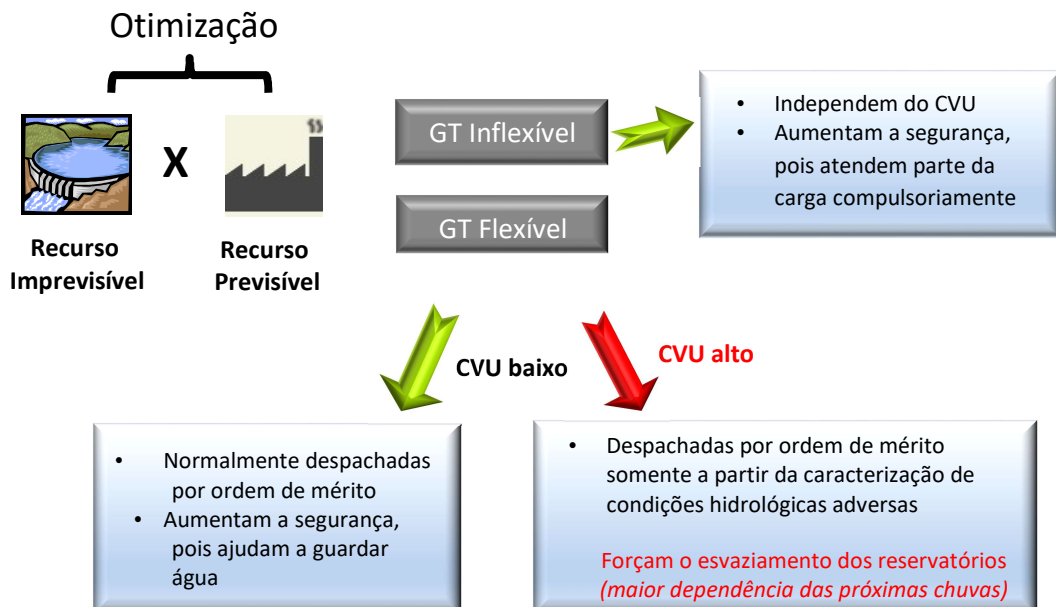 Otimização
X
Recurso
Imprevisível
Recurso
Previsível
GT Inflexível
GT Flexível
• Independem do CVU
• Aumentam a segurança,
pois atendem parte da
carga compulsoriamente
CVU baixo
CVU alto
• Normalmente despachadas
por ordem de mérito
• Aumentam a segurança,
pois ajudam a guardar
água
• Despachadas por ordem de mérito
somente a partir da caracterização de
condições hidrológicas adversas
Forçam o esvaziamento dos reservatórios
(maior dependência das próximas chuvas)